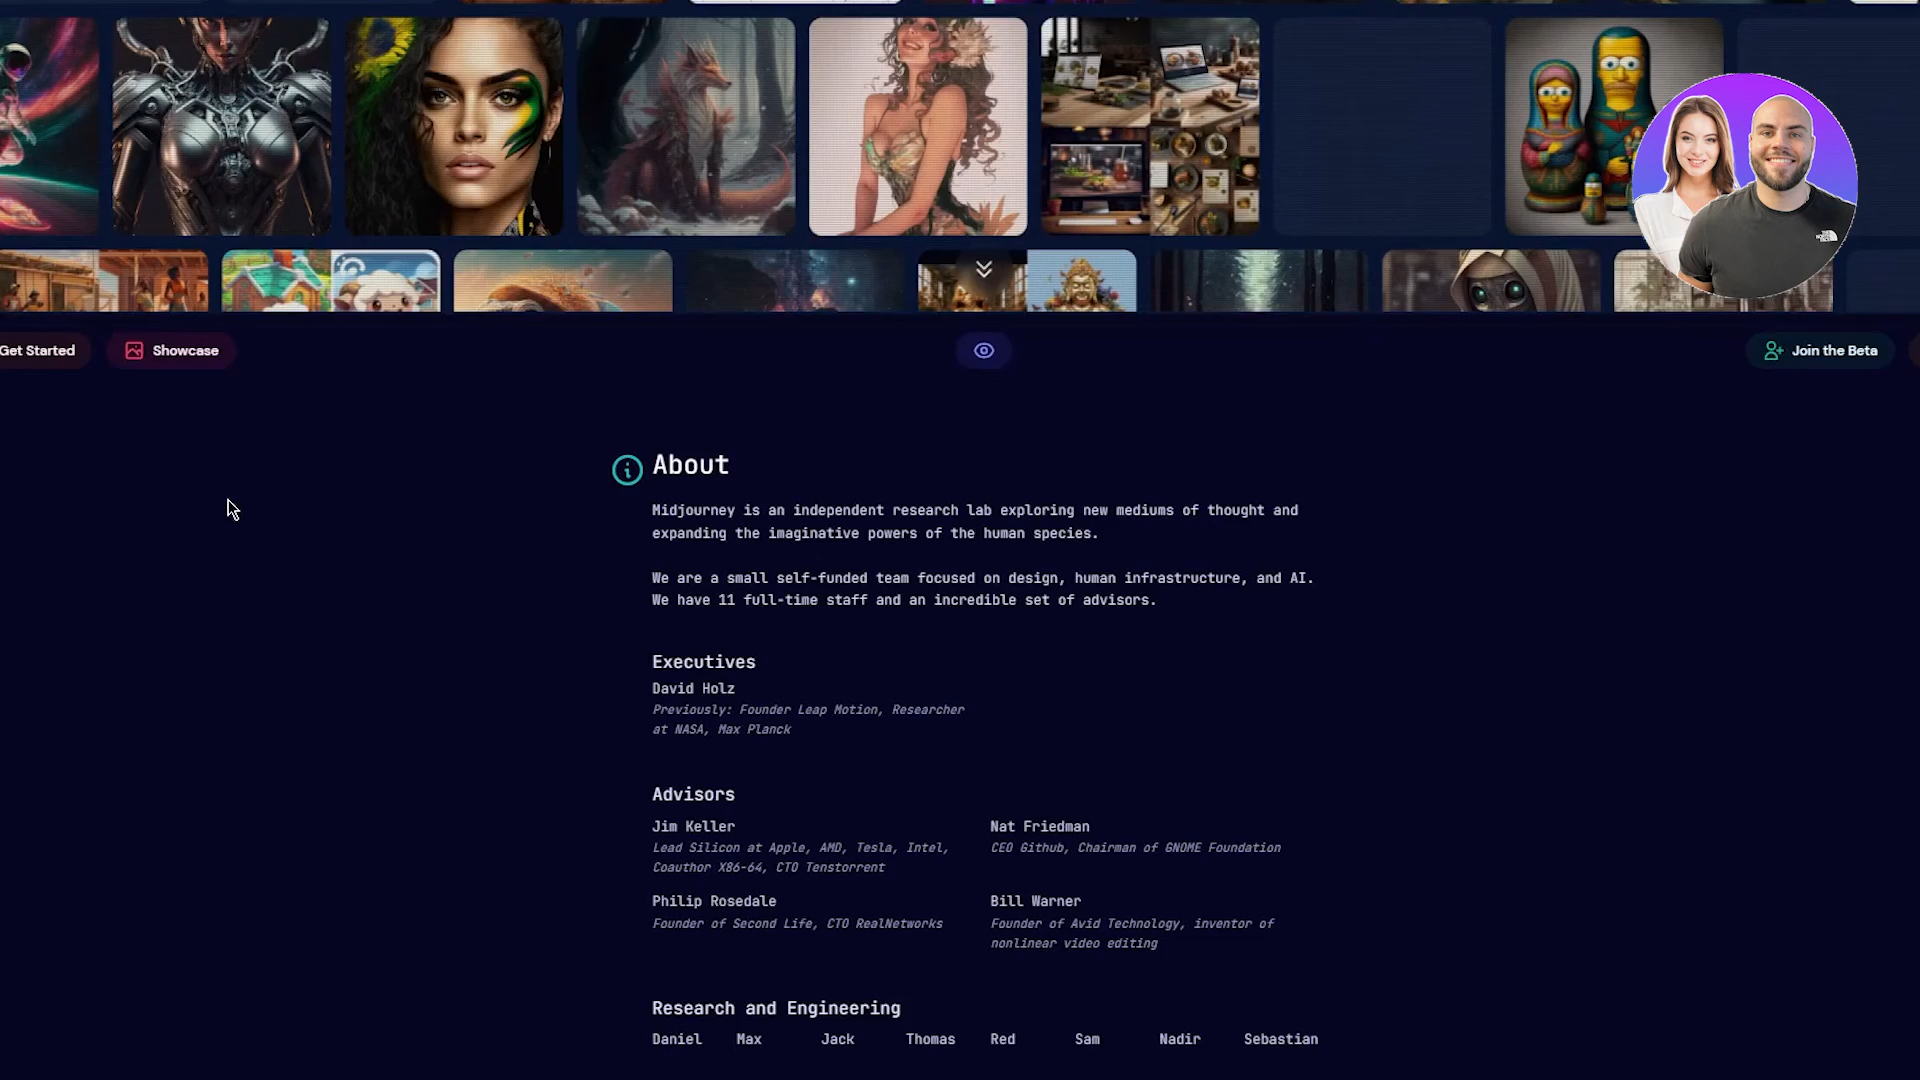 Get Started
Showcase
Join the Beta
About
Midjourney is an independent research lab exploring new mediums of thought and
expanding the imaginative powers of the human species.
We are a small self-funded team focused on design, human infrastructure, and AI.
We have 11 full-time staff and an incredible set of advisors.
Executives
David Holz
Previously: Founder Leap Motion, Researcher
at NASA, Max Planck
Advisors
Jim Keller
Lead Silicon at Apple, AMD, Tesla, Intel,
Coauthor X86-64, CTO Tenstorrent
Nat Friedman
CEO Github, Chairman of GNOME Foundation
Philip Rosedale
Founder of Second Life, CTO RealNetworks
Bill Warner
Founder of Avid Technology, inventor of
nonlinear video editing
Research and Engineering
Daniel Max Jack Thomas Red Sam Nadir Sebastian